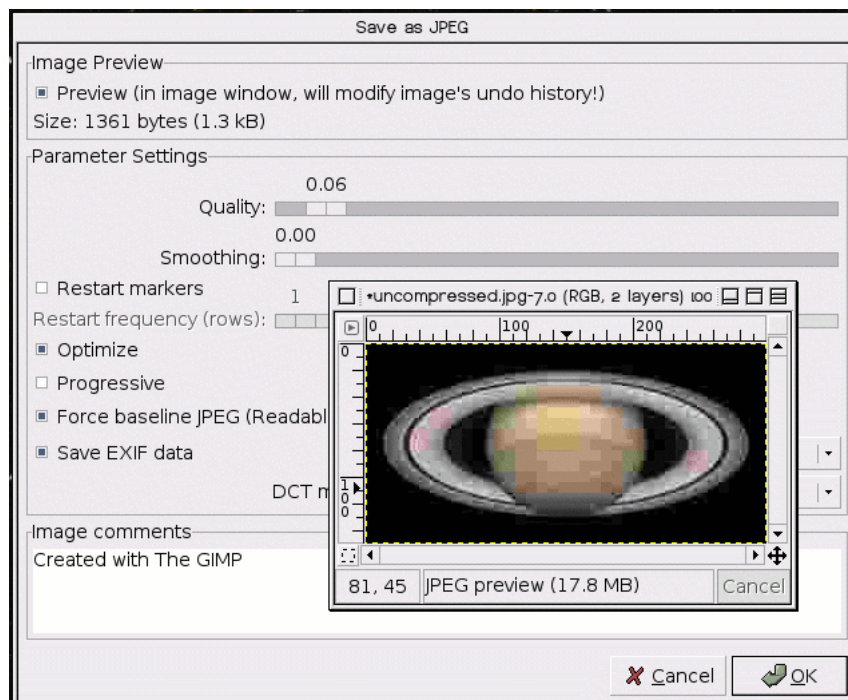 Save as JPEG
Image Preview
Preview (in image window, will modify image's undo history!)
Size: 1361 bytes (1.3 kB)
Parameter Settings
0.06
Quality:
0.00
Smoothing:
Restart markers
1
Restart frequency (rows):
Optimize
Progressive
Force baseline JPEG (Readabl
Save EXIF data
DCT m
Image comments
Created with The GIMP
*uncompressed.jpg-7.0 (RGB, 2 layers) 100
0 100 200
0
100
81, 45
JPEG preview (17.8 MB)
Cancel
Cancel
OK